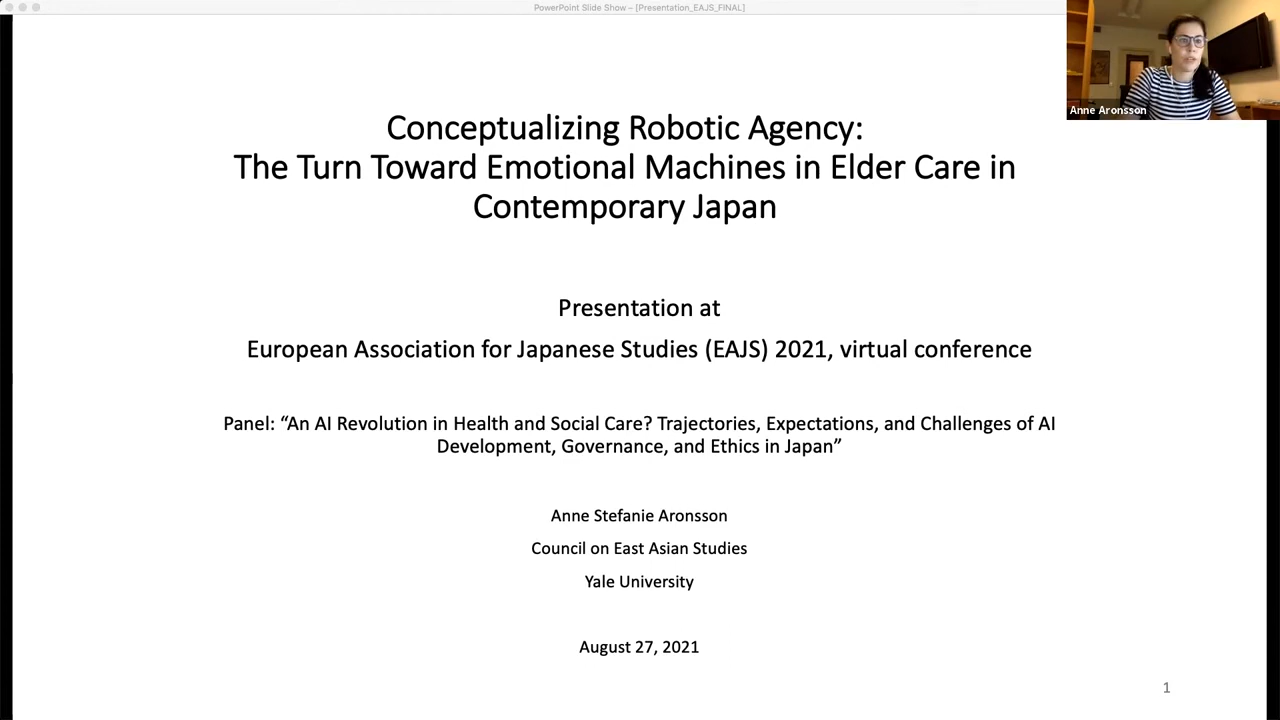 PowerPoint Slide Show – [Presentation_EAJS_FINAL]
Anne Aronsson
Conceptualizing Robotic Agency:
The Turn Toward Emotional Machines in Elder Care in
Contemporary Japan
Presentation at
European Association for Japanese Studies (EAJS) 2021, virtual conference
Panel: “An AI Revolution in Health and Social Care? Trajectories, Expectations, and Challenges of AI
Development, Governance, and Ethics in Japan”
Anne Stefanie Aronsson
Council on East Asian Studies
Yale University
August 27, 2021
1